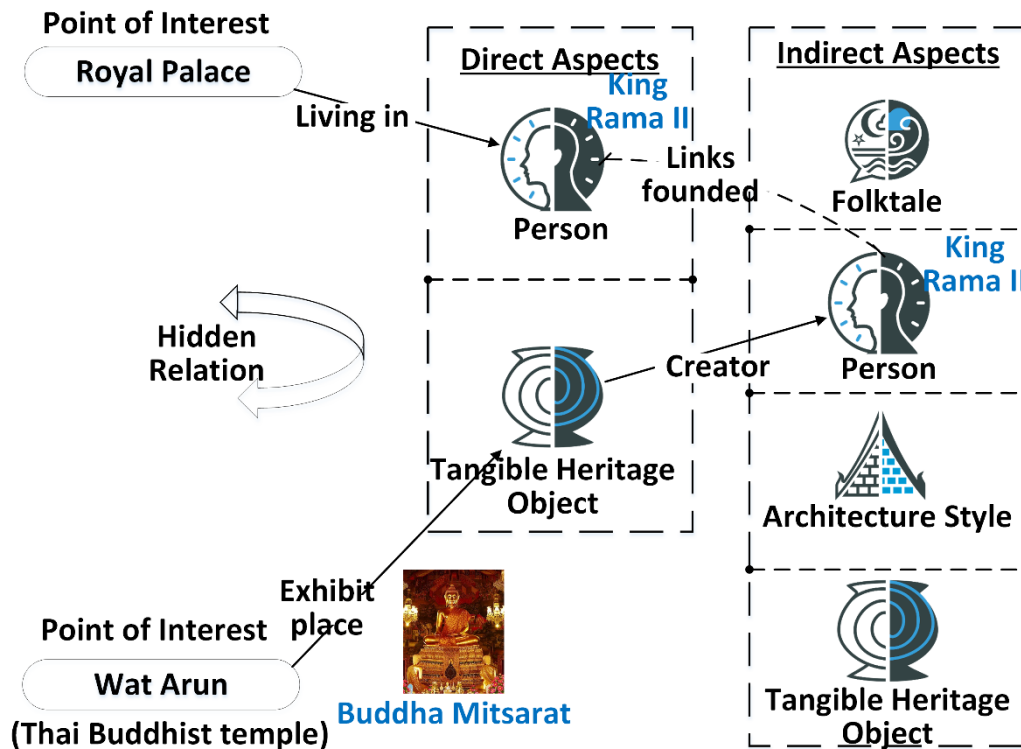 Point of Interest
Royal Palace
Direct Aspects
Indirect Aspects
King
Rama II
Living in
Links
founded
Person
Folktale
King
Rama II
Hidden
Relation
Creator
Person
Tangible Heritage
Object
Architecture Style
Exhibit
place
Point of Interest
Wat Arun
(Thai Buddhist temple)
Buddha Mitsarat
Tangible Heritage
Object